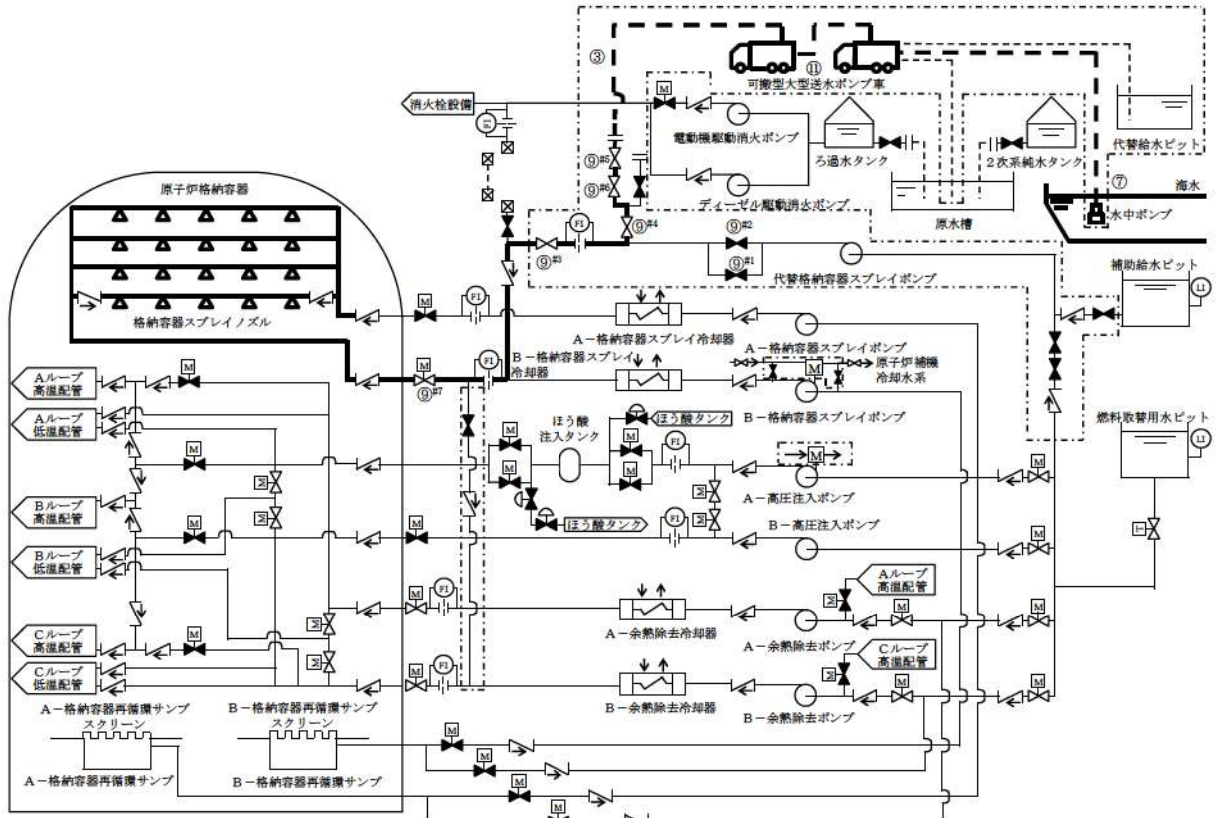 ③
⑪
可搬型大型送水ポンプ車
消火栓設備
M
FI
電動機駆動消火ポンプ
ろ過水タンク
2次系純水タンク
代替給水ピット
⑨#5
⑨#6
⑦
海水
原子炉格納容器
ディーゼル駆動消火ポンプ
原水槽
水中ポンプ
FI
⑨#4
⑨#2
⑨#3
⑨#1
代替格納容器スプレイポンプ
補助給水ピット
LI
M
FI
格納容器スプレイノズル
A-格納容器スプレイ冷却器
A-格納容器スプレイポンプ
B-格納容器スプレイ
冷却器
M
FI
M
原子炉補機
冷却水系
⑨#7
Aループ
高温配管
M
B-格納容器スプレイポンプ
Aループ
低温配管
ほう酸
注入タンク
ほう酸タンク
燃料取替用水ピット
LI
M
M
M
M
M
FI
M
M
M
A-高圧注入ポンプ
M
Bループ
高温配管
ほう酸タンク
M
M
M
FI
B-高圧注入ポンプ
M
T
Bループ
低温配管
Aループ
高温配管
M
FI
M
M
M
M
A-余熱除去冷却器
A-余熱除去ポンプ
Cループ
高温配管
M
M
Cループ
高温配管
Cループ
低温配管
M
FI
M
M
M
B-余熱除去冷却器
B-余熱除去ポンプ
A-格納容器再循環サンプ
スクリーン
B-格納容器再循環サンプ
スクリーン
M
M
A-格納容器再循環サンプ
B-格納容器再循環サンプ
M
M